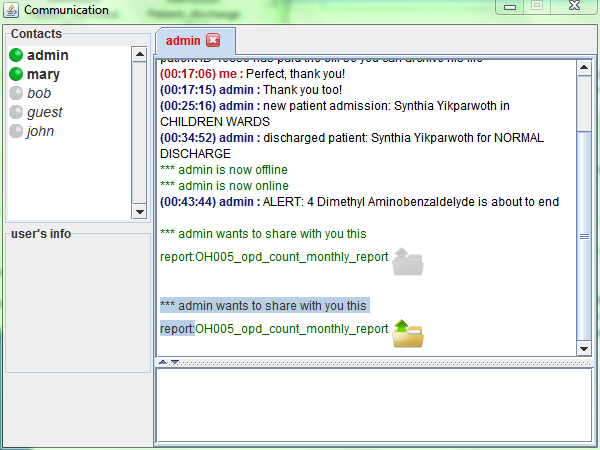 Communication
Patient_discharge
Contacts
admin
mary
bob
guest
john
user's info
admin
(00:17:06) me : Perfect, thank you!
(00:17:15) admin : Thank you too!
(00:25:16) admin : new patient admission: Synthia Yikparwoth in
CHILDREN WARDS
(00:34:52) admin : discharged patient: Synthia Yikparwoth for NORMAL
DISCHARGE
*** admin is now offline
*** admin is now online
(00:43:44) admin : ALERT: 4 Dimethyl Aminobenzaldelyde is about to end
*** admin wants to share with you this
report:OH005_opd_count_monthly_report
*** admin wants to share with you this
report:OH005_opd_count_monthly_report